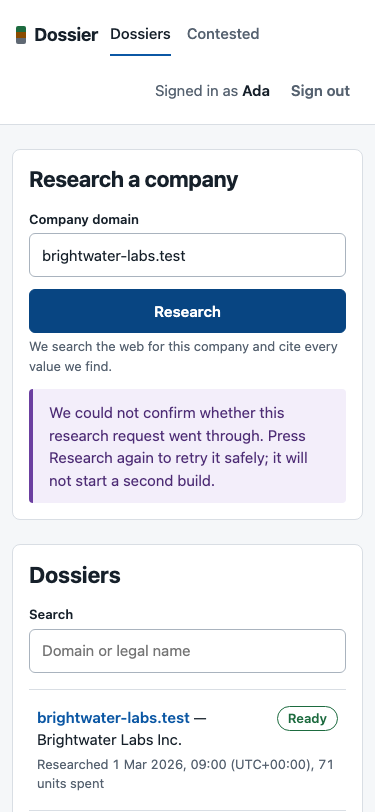 Dossier Dossiers Contested
Signed in as Ada Sign out
Research a company
Company domain
brightwater-labs.test
Research
We search the web for this company and cite every
value we find.
We could not confirm whether this
research request went through. Press
Research again to retry it safely; it will
not start a second build.
Dossiers
Search
Domain or legal name
brightwater-labs.test — Ready
Brightwater Labs Inc.
Researched 1 Mar 2026, 09:00 (UTC+00:00), 71
units spent